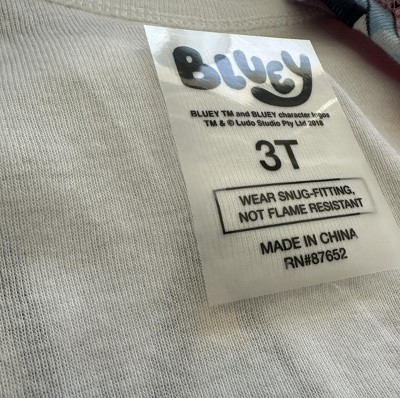 BLUEY
BLUEY TM and BLUEY character logos
TM & © Ludo Studio Pty Ltd 2018
3T
WEAR SNUG-FITTING,
NOT FLAME RESISTANT
MADE IN CHINA
RN#87652